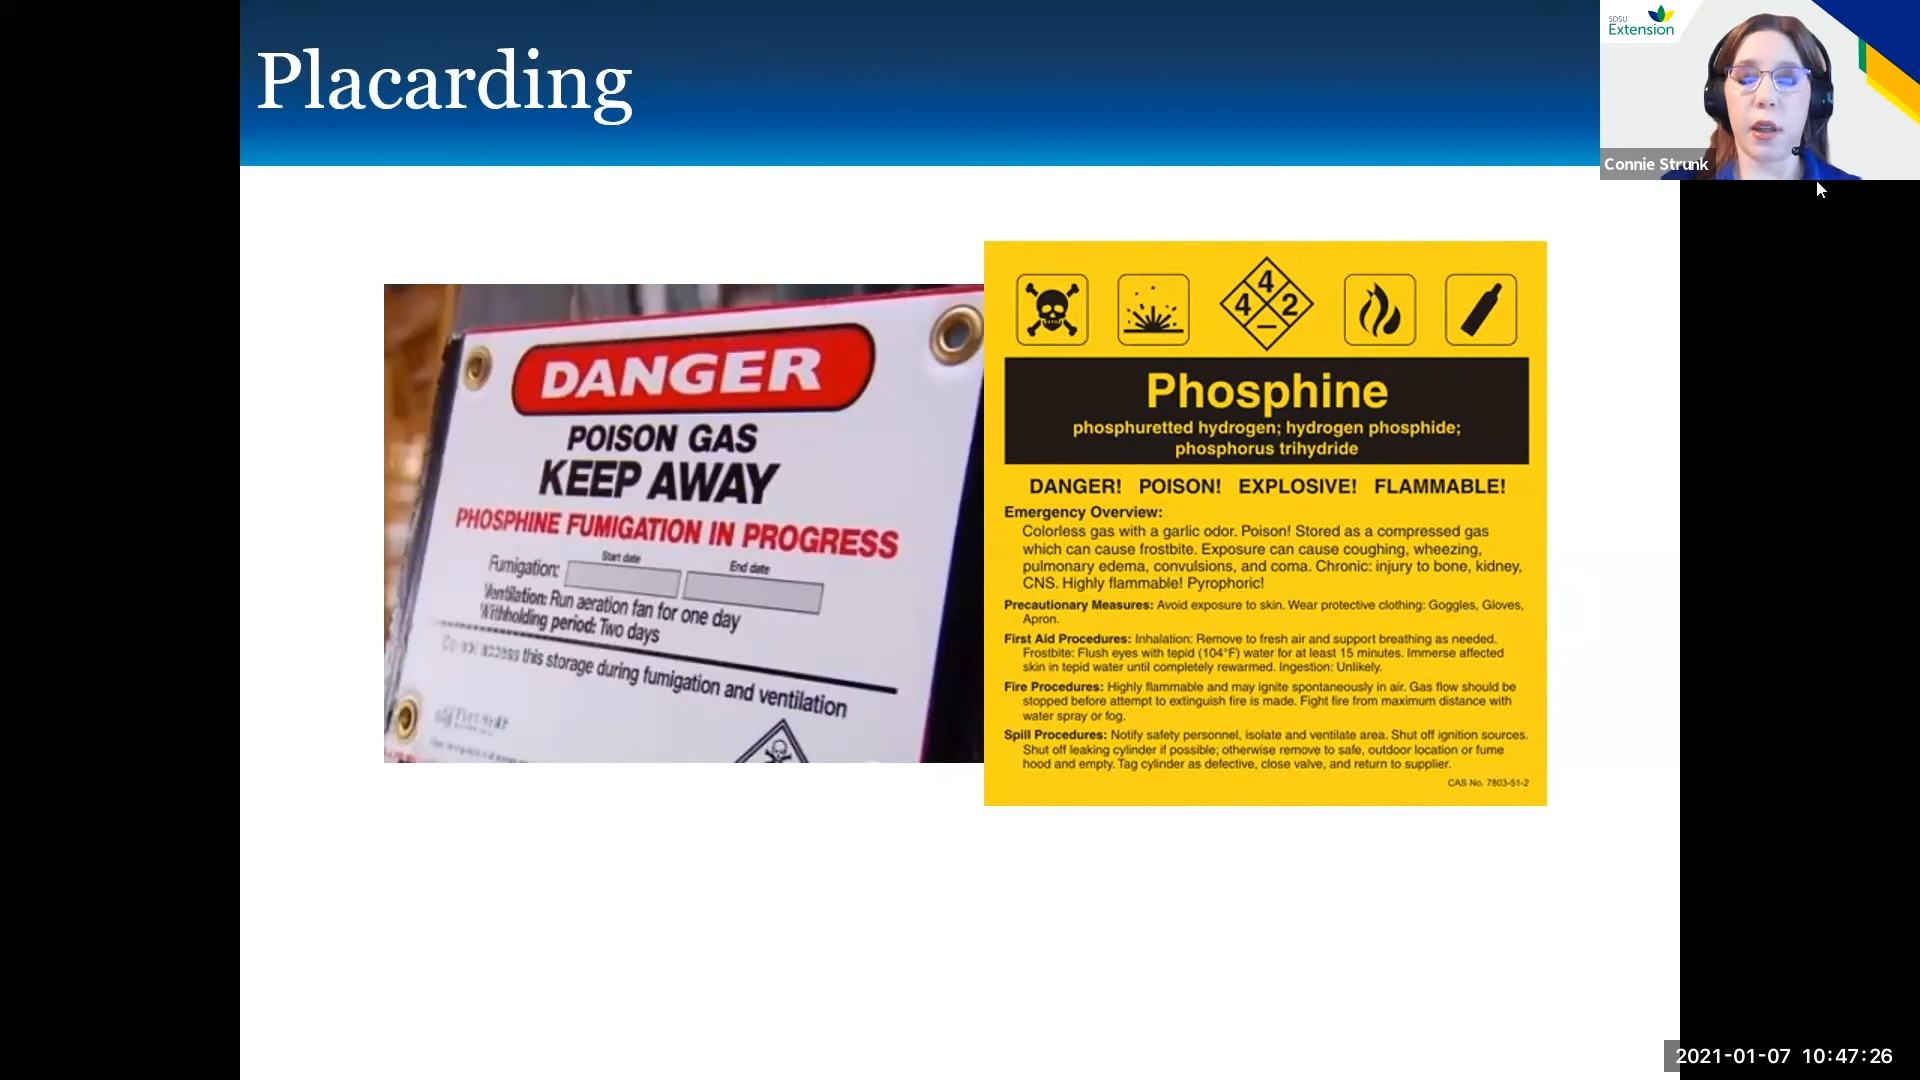 Placarding
SDSU
Extension
Connie Strunk
DANGER
POISON GAS
KEEP AWAY
PHOSPHINE FUMIGATION IN PROGRESS
Start date
End date
Fumigation:
Ventilation: Run aeration fan for one day
Withholding period: Two days
Do not access this storage during fumigation and ventilation
4
4 2
–
Phosphine
phosphuretted hydrogen; hydrogen phosphide;
phosphorus trihydride
DANGER! POISON! EXPLOSIVE! FLAMMABLE!
Emergency Overview:
Colorless gas with a garlic odor. Poison! Stored as a compressed gas
which can cause frostbite. Exposure can cause coughing, wheezing,
pulmonary edema, convulsions, and coma. Chronic: injury to bone, kidney,
CNS. Highly flammable! Pyrophoric!
Precautionary Measures: Avoid exposure to skin. Wear protective clothing: Goggles, Gloves,
Apron.
First Aid Procedures: Inhalation: Remove to fresh air and support breathing as needed.
Frostbite: Flush eyes with tepid (104°F) water for at least 15 minutes. Immerse affected
skin in tepid water until completely rewarmed. Ingestion: Unlikely.
Fire Procedures: Highly flammable and may ignite spontaneously in air. Gas flow should be
stopped before attempt to extinguish fire is made. Fight fire from maximum distance with
water spray or fog.
Spill Procedures: Notify safety personnel, isolate and ventilate area. Shut off ignition sources.
Shut off leaking cylinder if possible; otherwise remove to safe, outdoor location or fume
hood and empty. Tag cylinder as defective, close valve, and return to supplier.
CAS No. 7803-51-2
2021-01-07 10:47:26